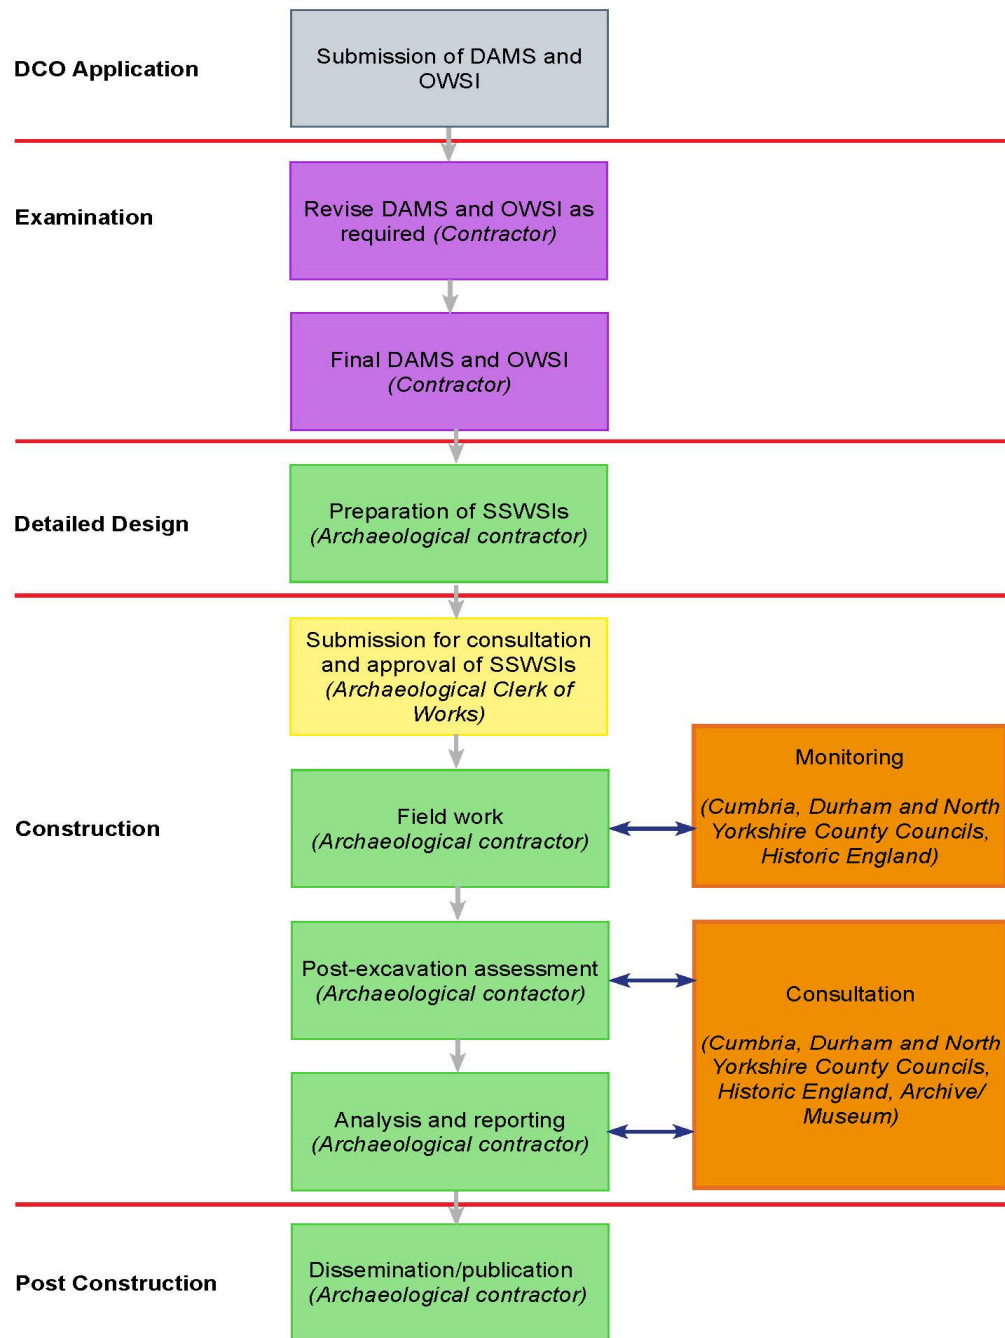 DCO Application
Submission of DAMS and
OWSI
Examination
Revise DAMS and OWSI as
required (Contractor)
Final DAMS and OWSI
(Contractor)
Detailed Design
Preparation of SSWSIs
(Archaeological contractor)
Submission for consultation
and approval of SSWSIs
(Archaeological Clerk of
Works)
Construction
Field work
(Archaeological contractor)
Monitoring
(Cumbria, Durham and North
Yorkshire County Councils,
Historic England)
Post-excavation assessment
(Archaeological contactor)
Consultation
(Cumbria, Durham and North
Yorkshire County Councils,
Historic England, Archive/
Museum)
Analysis and reporting
(Archaeological contractor)
Post Construction
Dissemination/publication
(Archaeological contractor)